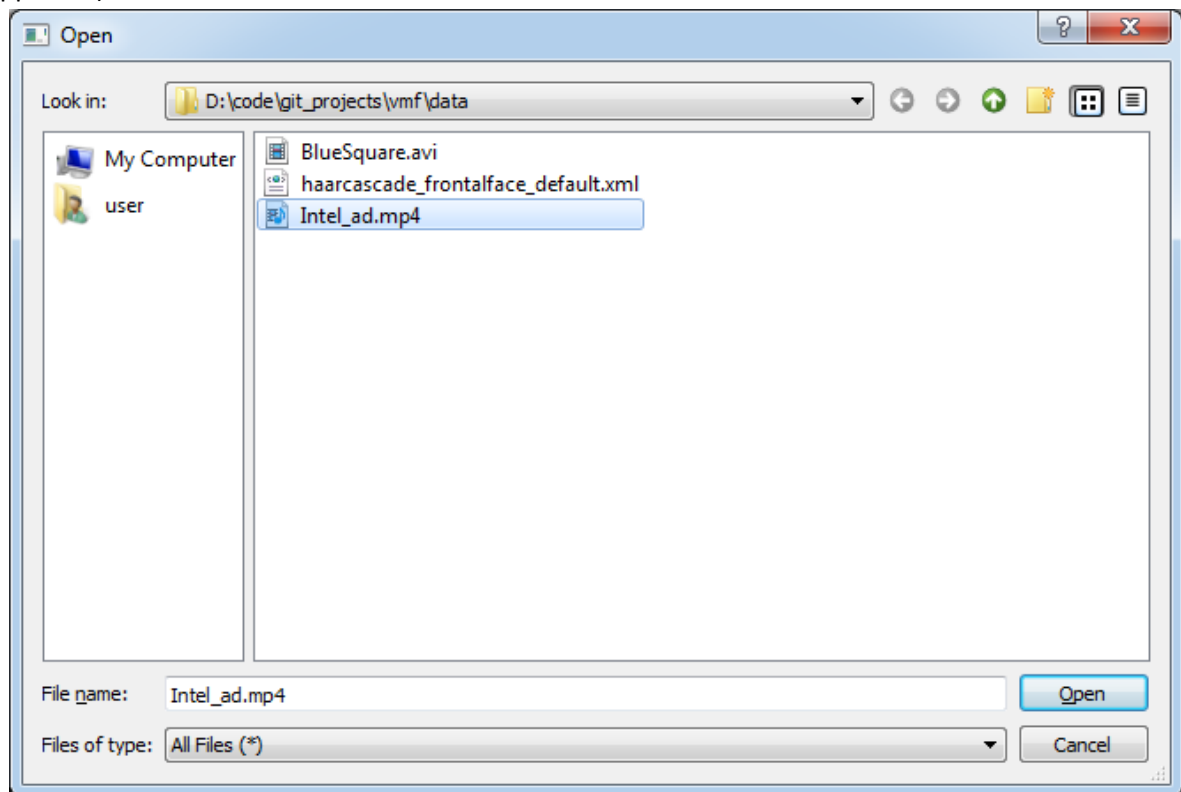 Open
?
Look in:
D:\code\git_projects\vmf\data
My Computer
user
BlueSquare.avi
haarcascade_frontalface_default.xml
Intel_ad.mp4
File name:
Intel_ad.mp4
Open
Files of type:
All Files (*)
Cancel